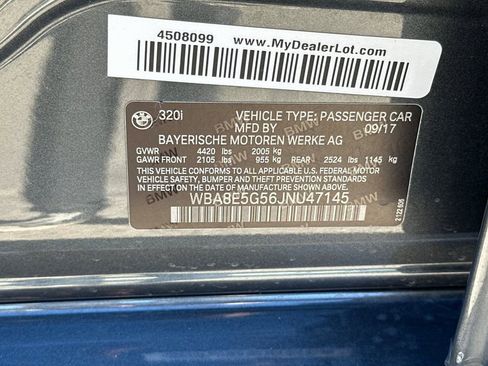 4508099 www.MyDealerLot.com
BMW 320i VEHICLE TYPE: PASSENGER CAR
MFD BY 09/17
BAYERISCHE MOTOREN WERKE AG
GVWR 4420 lbs 2005 kg
GAWR FRONT 2105 lbs 955 kg REAR 2524 lbs 1145 kg
THIS VEHICLE CONFORMS TO ALL APPLICABLE U.S. FEDERAL MOTOR
VEHICLE SAFETY, BUMPER, AND THEFT PREVENTION STANDARDS IN
EFFECT ON THE DATE OF MANUFACTURE SHOWN ABOVE.
WBA8E5G56JNU47145